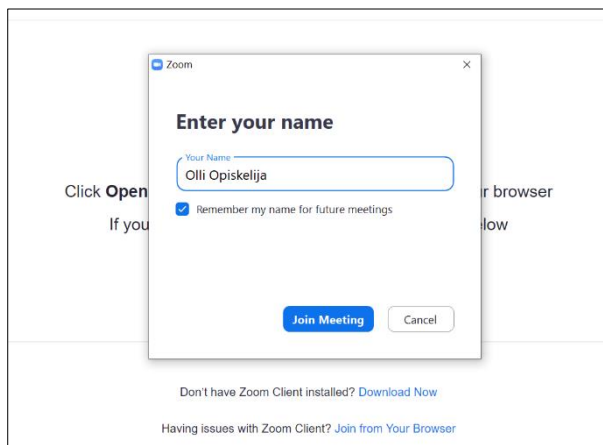 Zoom
Enter your name
Your Name
Olli Opiskelija
Click Open
r browser
Remember my name for future meetings
If you
low
Join Meeting
Cancel
Don't have Zoom Client installed? Download Now
Having issues with Zoom Client? Join from Your Browser